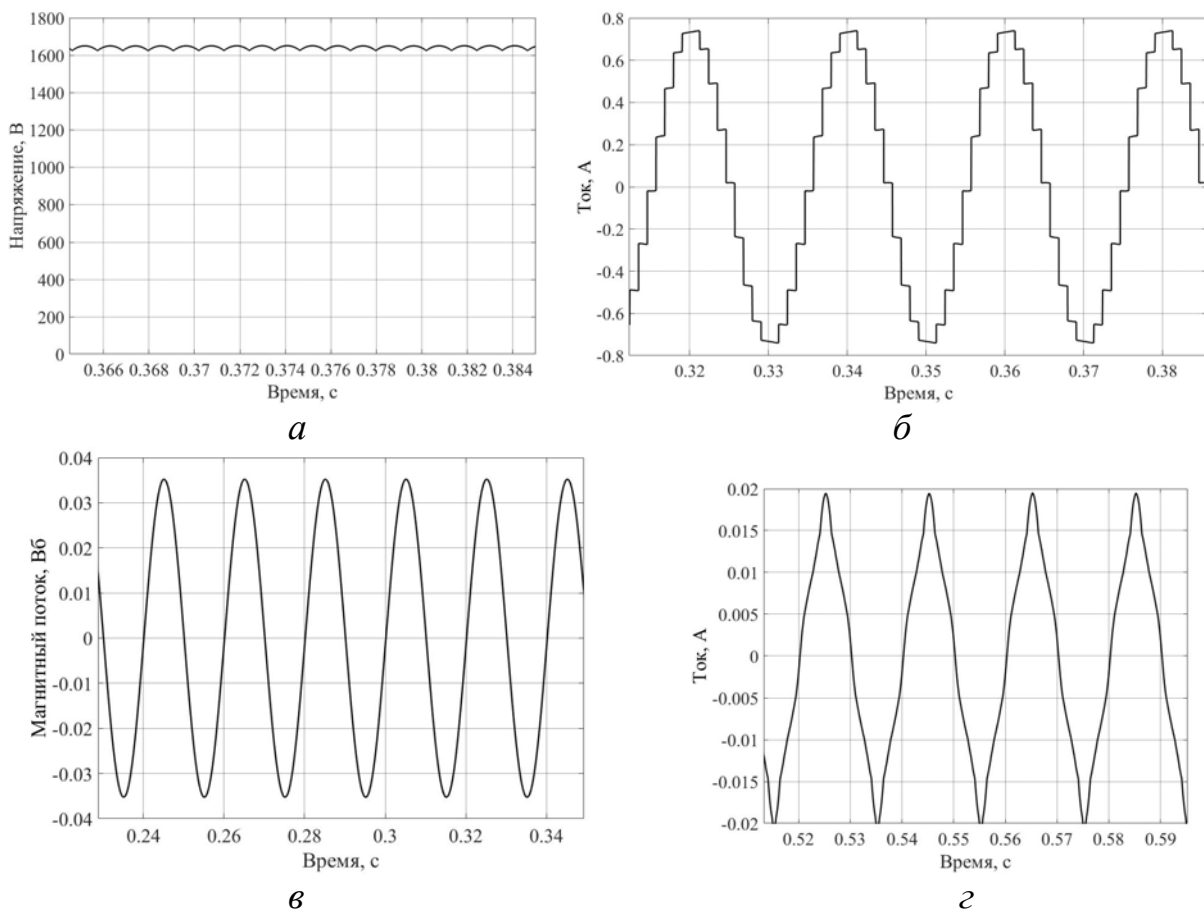 1800
1600
1400
1200
1000
800
600
400
200
0
Напряжение, В
0.366 0.368 0.37 0.372 0.374 0.376 0.378 0.38 0.382 0.384
Время, с
а
0.8
0.6
0.4
0.2
0
-0.2
-0.4
-0.6
-0.8
Ток, А
0.32 0.33 0.34 0.35 0.36 0.37 0.38
Время, с
б
0.04
0.03
0.02
0.01
0
-0.01
-0.02
-0.03
-0.04
Магнитный поток, Вб
0.24 0.26 0.28 0.3 0.32 0.34
Время, с
в
0.02
0.015
0.01
0.005
0
-0.005
-0.01
-0.015
-0.02
Ток, А
0.52 0.53 0.54 0.55 0.56 0.57 0.58 0.59
Время, с
г